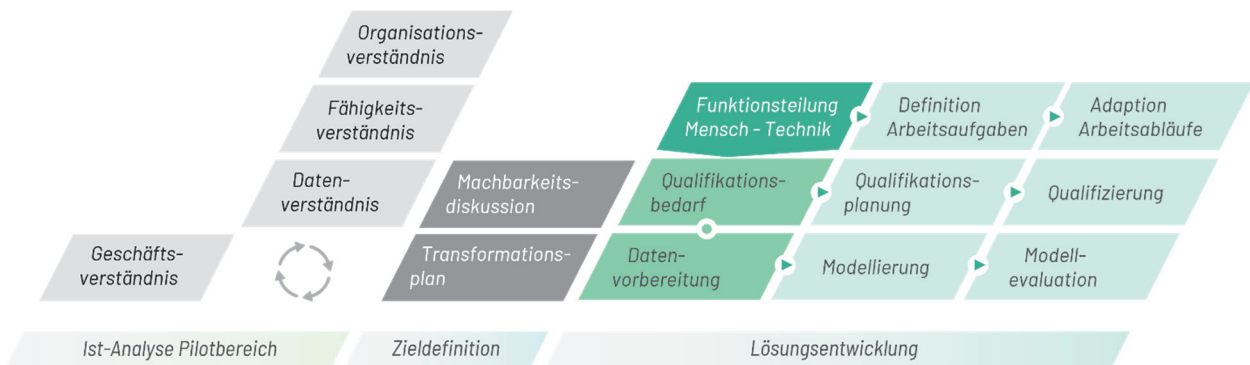 Organisations-
verständnis
Fähigkeits-
verständnis
Daten-
verständnis
Geschäfts-
verständnis
Machbarkeits-
diskussion
Transformations-
plan
Funktionsteilung
Mensch - Technik
Definition
Arbeitsaufgaben
Adaption
Arbeitsabläufe
Qualifikations-
bedarf
Qualifikations-
planung
Qualifizierung
Daten-
vorbereitung
Modellierung
Modell-
evaluation
Ist-Analyse Pilotbereich
Zieldefinition
Lösungsentwicklung